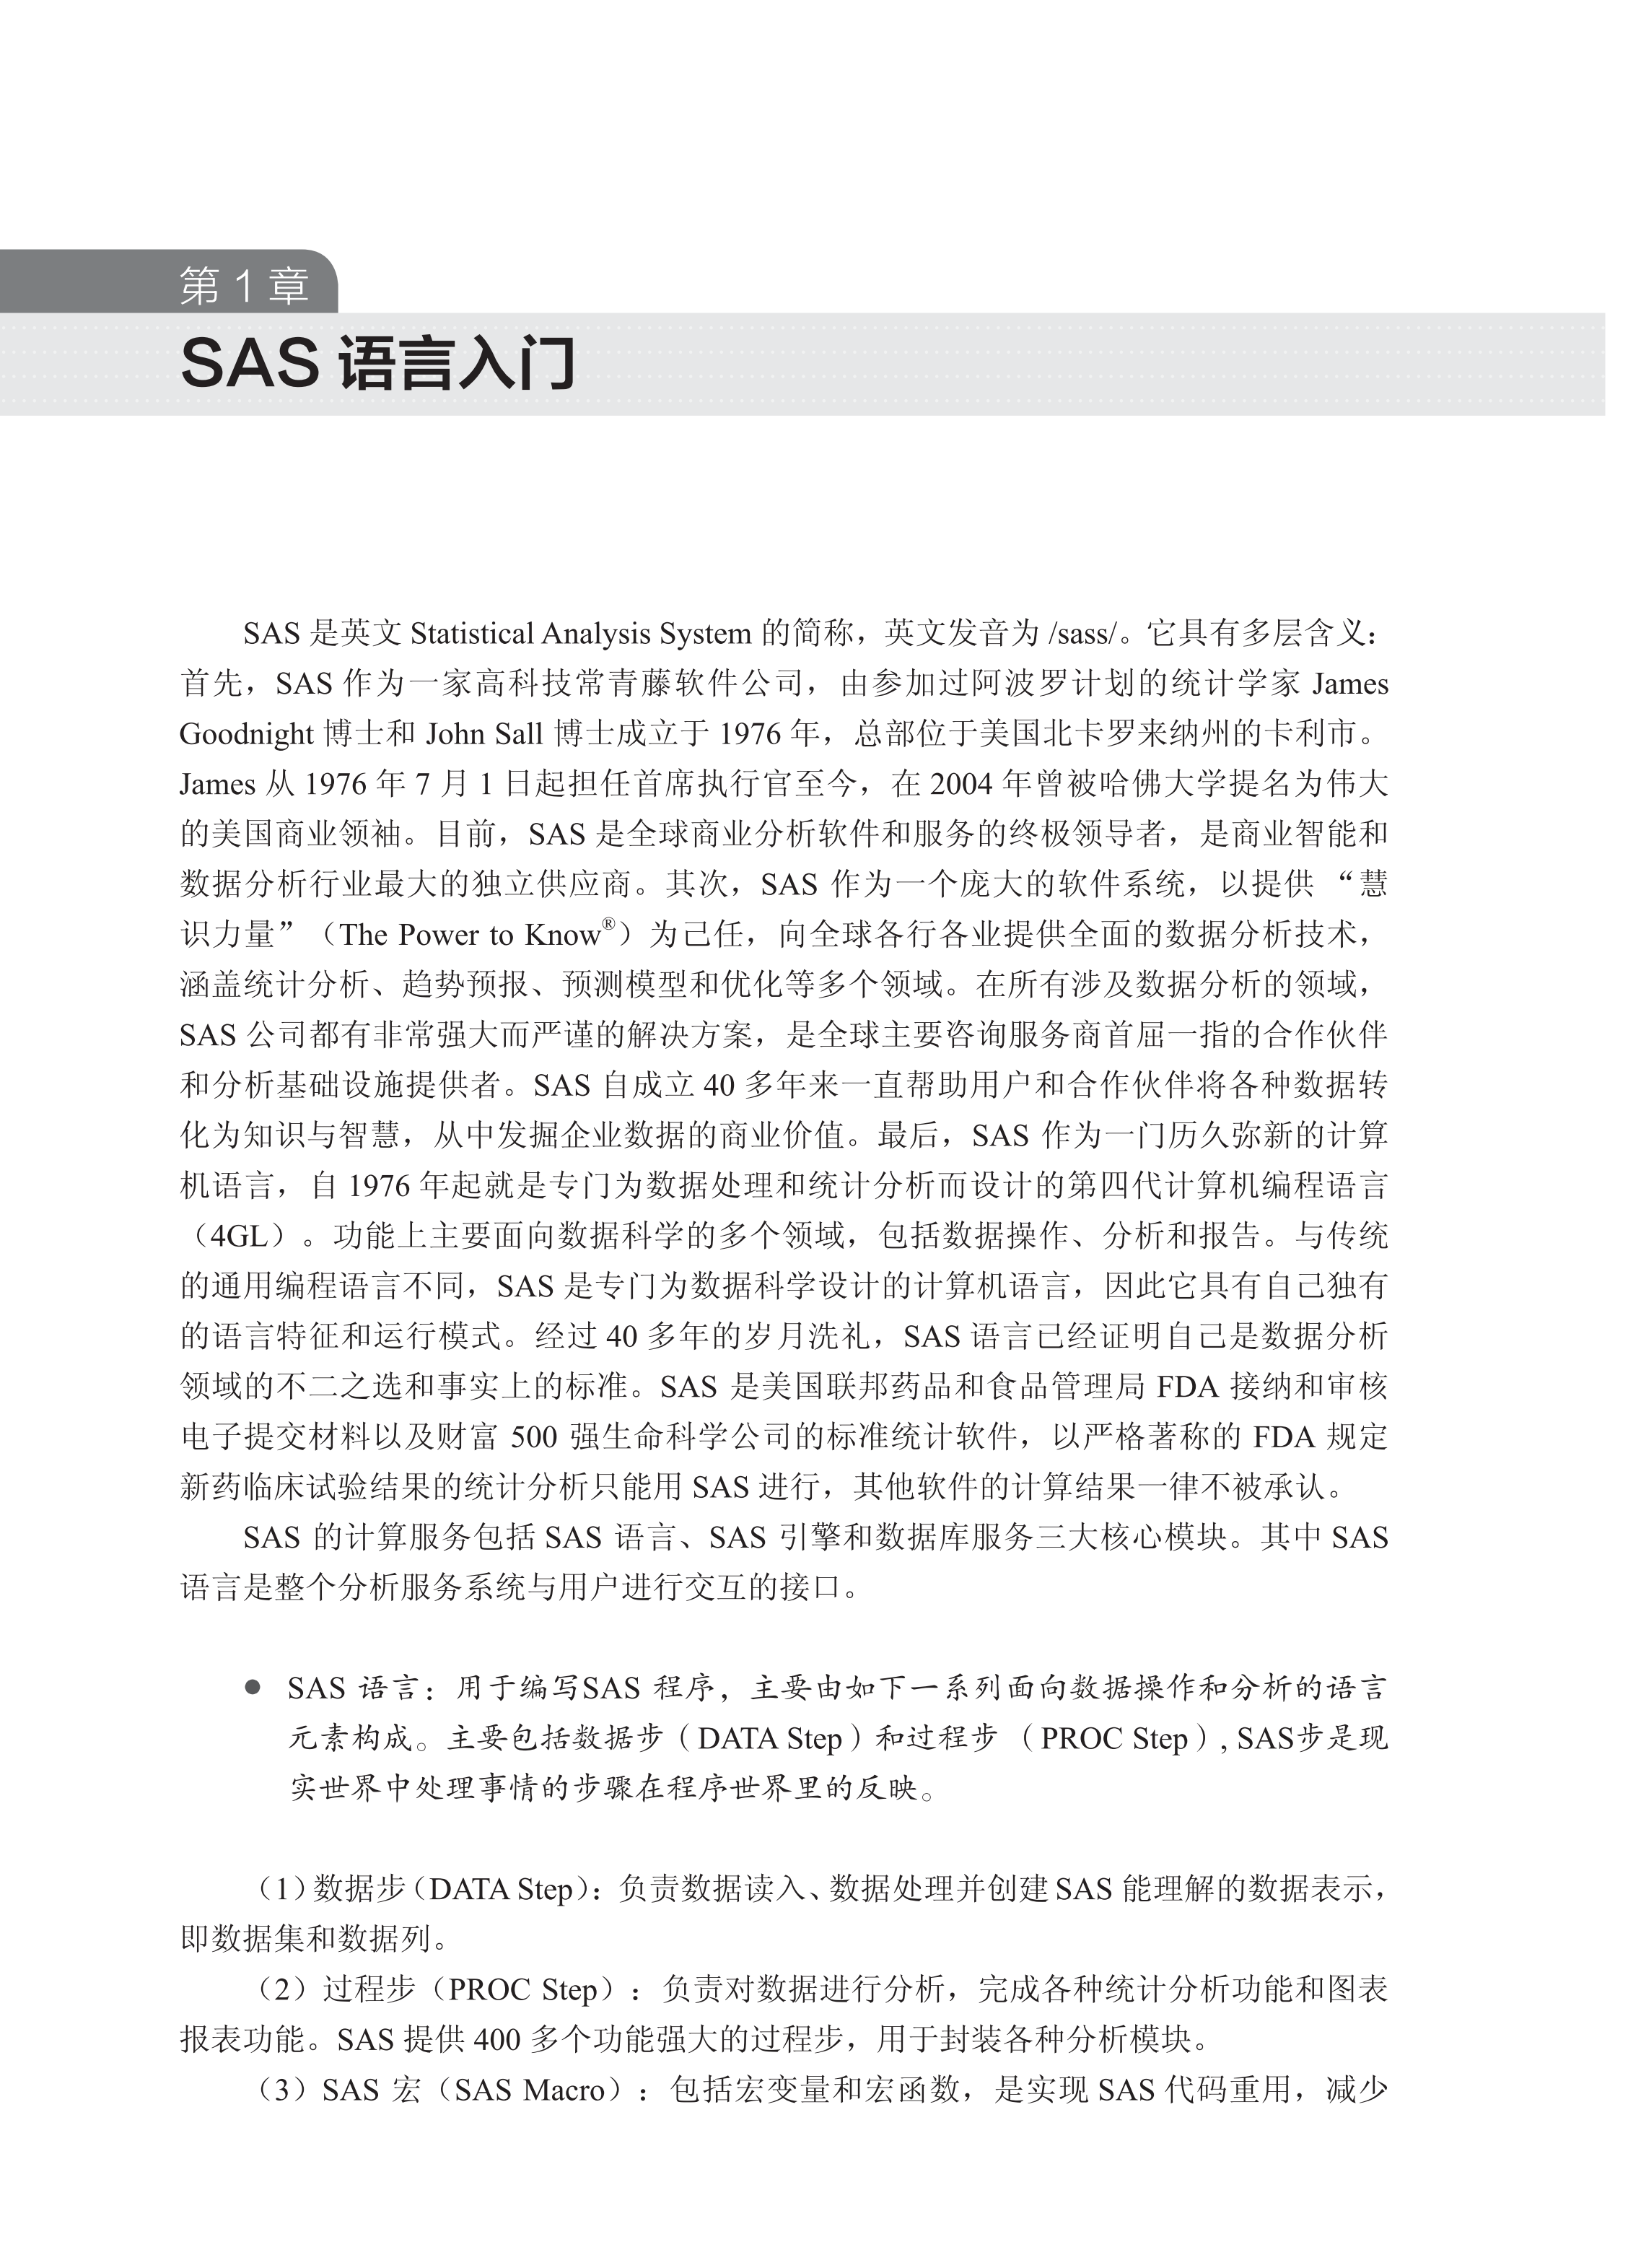 第 1 章
SAS 语言入门
SAS 是英文 Statistical Analysis System 的简称，英文发音为 /sass/。它具有多层含义：
首先，SAS 作为一家高科技常青藤软件公司，由参加过阿波罗计划的统计学家 James
Goodnight 博士和 John Sall 博士成立于 1976 年，总部位于美国北卡罗来纳州的卡利市。
James 从 1976 年 7 月 1 日起担任首席执行官至今，在 2004 年曾被哈佛大学提名为伟大
的美国商业领袖。目前，SAS 是全球商业分析软件和服务的终极领导者，是商业智能和
数据分析行业最大的独立供应商。其次，SAS 作为一个庞大的软件系统，以提供 “慧
识力量”（The Power to Know®）为己任，向全球各行各业提供全面的数据分析技术，
涵盖统计分析、趋势预报、预测模型和优化等多个领域。在所有涉及数据分析的领域，
SAS 公司都有非常强大而严谨的解决方案，是全球主要咨询服务商首屈一指的合作伙伴
和分析基础设施提供者。SAS 自成立 40 多年来一直帮助用户和合作伙伴将各种数据转
化为知识与智慧，从中发掘企业数据的商业价值。最后，SAS 作为一门历久弥新的计算
机语言，自 1976 年起就是专门为数据处理和统计分析而设计的第四代计算机编程语言
（4GL）。功能上主要面向数据科学的多个领域，包括数据操作、分析和报告。与传统
的通用编程语言不同，SAS 是专门为数据科学设计的计算机语言，因此它具有自己独有
的语言特征和运行模式。经过 40 多年的岁月洗礼，SAS 语言已经证明自己是数据分析
领域的不二之选和事实上的标准。SAS 是美国联邦药品和食品管理局 FDA 接纳和审核
电子提交材料以及财富 500 强生命科学公司的标准统计软件，以严格著称的 FDA 规定
新药临床试验结果的统计分析只能用 SAS 进行，其他软件的计算结果一律不被承认。
SAS 的计算服务包括 SAS 语言、SAS 引擎和数据库服务三大核心模块。其中 SAS
语言是整个分析服务系统与用户进行交互的接口。
● SAS 语言：用于编写SAS 程序，主要由如下一系列面向数据操作和分析的语言
元素构成。主要包括数据步（DATA Step）和过程步 （PROC Step）, SAS步是现
实世界中处理事情的步骤在程序世界里的反映。
（1）数据步（DATA Step）：负责数据读入、数据处理并创建 SAS 能理解的数据表示，
即数据集和数据列。
（2）过程步（PROC Step）：负责对数据进行分析，完成各种统计分析功能和图表
报表功能。SAS 提供 400 多个功能强大的过程步，用于封装各种分析模块。
（3）SAS 宏（SAS Macro）：包括宏变量和宏函数，是实现 SAS 代码重用，减少